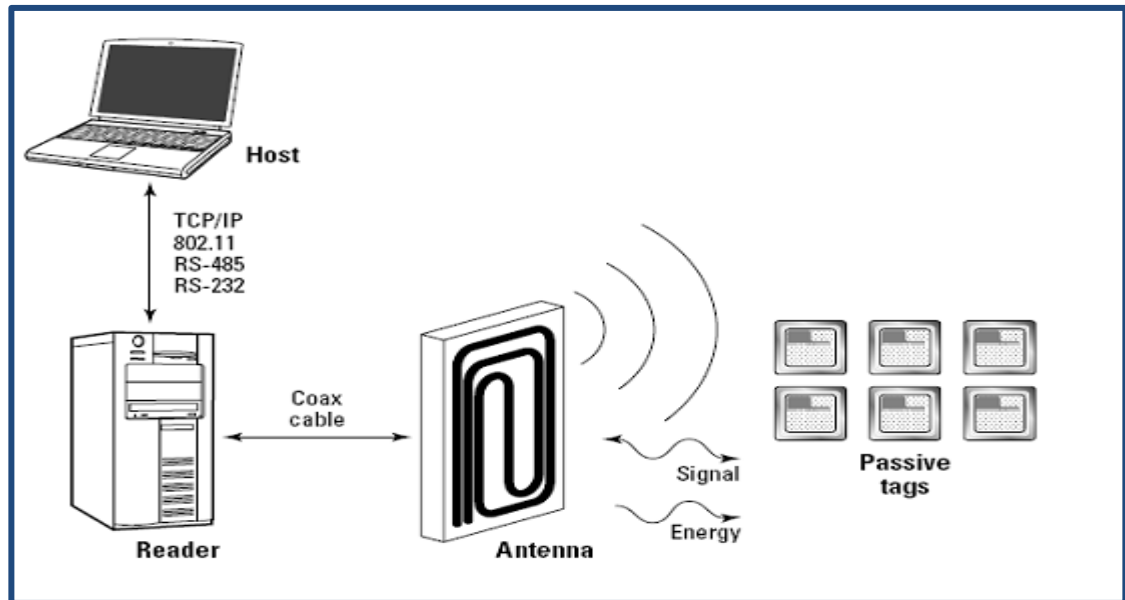 Host
TCP/IP
802.11
RS-485
RS-232
Coax
cable
Signal
Energy
Passive
tags
Reader
Antenna